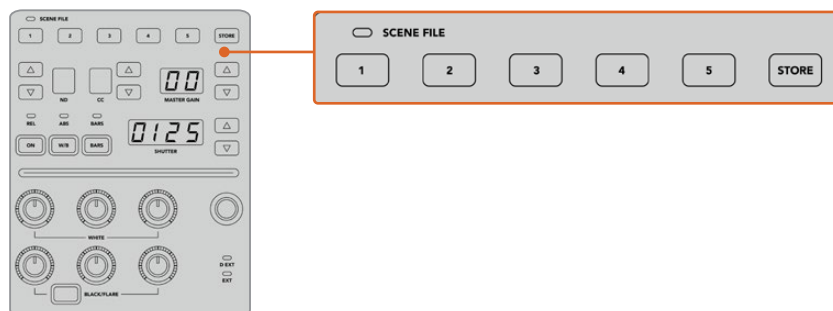 SCENE FILE
1 2 3 4 5 STORE
ND CC MASTER GAIN
00
REL ABS BARS
ON W/B BARS
0125
SHUTTER
WHITE
D EXT
EXT
BLACK/FLARE
SCENE FILE
1 2 3 4 5 STORE